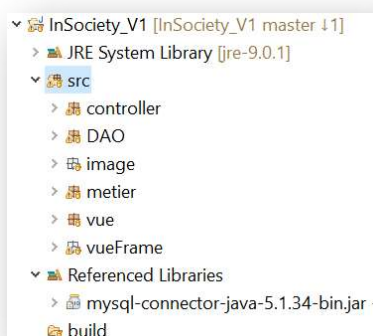 InSociety_V1 [InSociety_V1 master ↓1]
JRE System Library [jre-9.0.1]
src
controller
DAO
image
metier
vue
vueFrame
Referenced Libraries
mysql-connector-java-5.1.34-bin.jar -
build